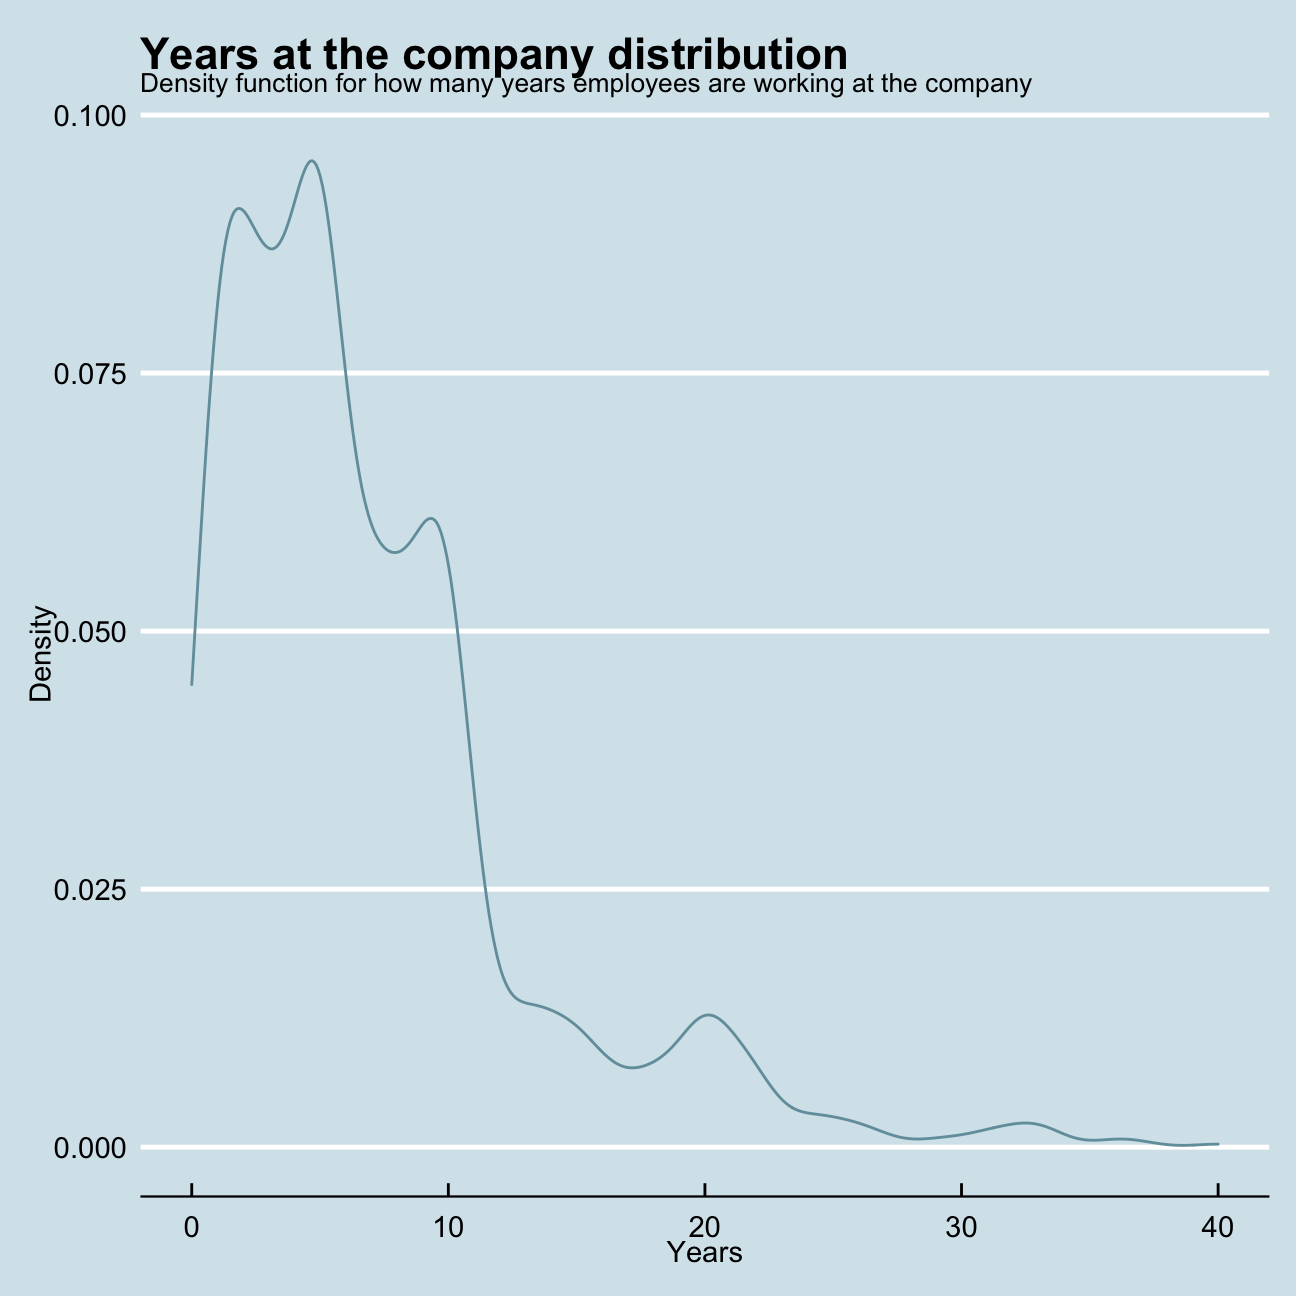 Years at the company distribution
Density function for how many years employees are working at the company
0.100
0.075
0.050
0.025
0.000
Density
0 10 20 30 40
Years